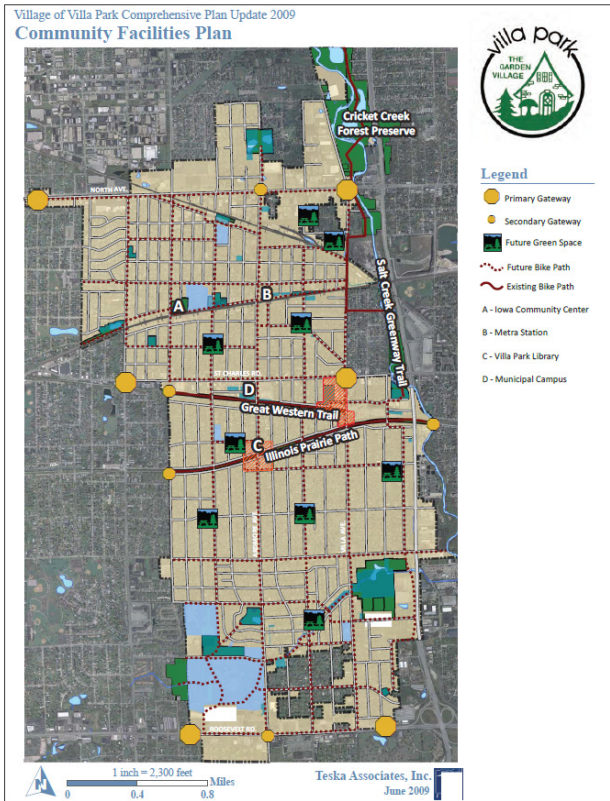 Village of Villa Park Comprehensive Plan Update 2009
Community Facilities Plan
villa park
THE
GARDEN
VILLAGE
Cricket Creek
Forest Preserve
NORTH AVE.
Salt Creek Greenway Trail
A
B
ST CHARLES RD.
D
Great Western Trail
C
Illinois Prairie Path
VILLA AVE.
ROOSEVELT RD.
Legend
Primary Gateway
Secondary Gateway
Future Green Space
Future Bike Path
Existing Bike Path
A - Iowa Community Center
B - Metra Station
C - Villa Park Library
D - Municipal Campus
N
1 inch = 2,300 feet
Miles
0 0.4 0.8
Teska Associates, Inc.
June 2009